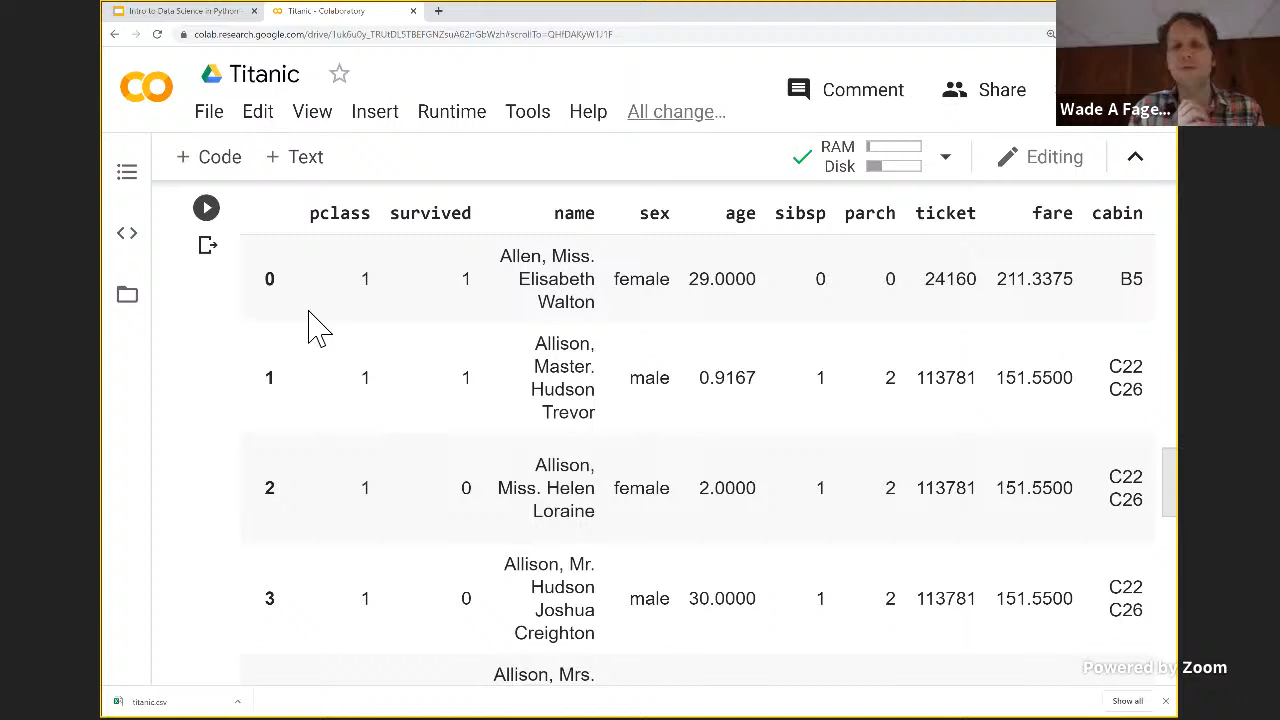 Intro to Data Science in Python -
Titanic - Colaboratory
Titanic
File Edit View Insert Runtime Tools Help All change…
Comment Share
Wade A Fage...
+ Code + Text
RAM
Disk
Editing
pclass survived name sex age sibsp parch ticket fare cabin
Allen, Miss.
0 1 1 Elisabeth female 29.0000 0 0 24160 211.3375 B5
Walton
Allison,
Master. C22
1 1 1 male 0.9167 1 2 113781 151.5500
Hudson C26
Trevor
Allison, C22
2 1 0 Miss. Helen female 2.0000 1 2 113781 151.5500
Loraine C26
Allison, Mr.
Hudson C22
3 1 0 male 30.0000 1 2 113781 151.5500
Joshua C26
Creighton
Allison, Mrs.
Powered by Zoom
titanic.csv
Show all